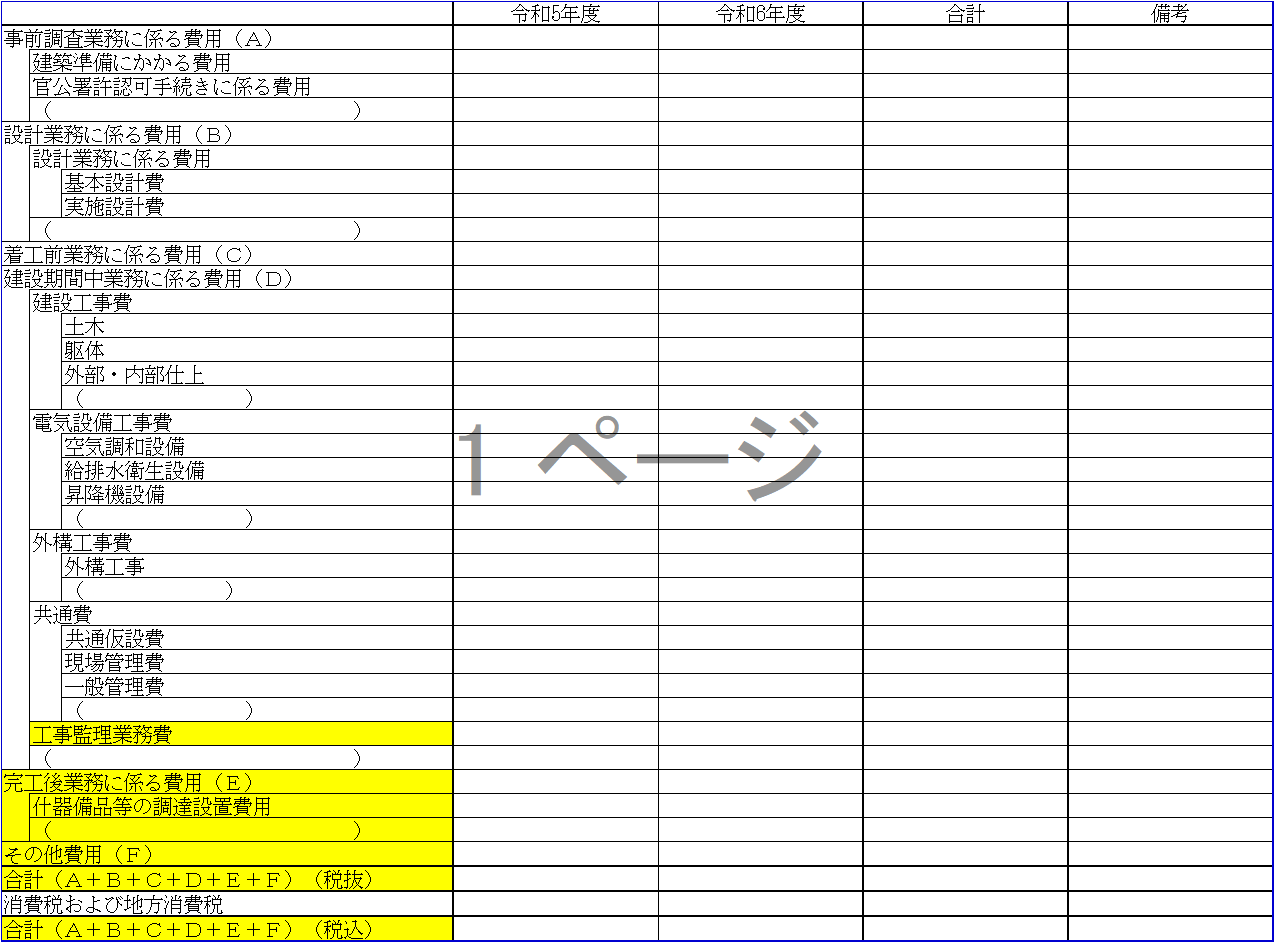 令和5年度 令和6年度 合計 備考
事前調査業務に係る費用（Ａ）
建築準備にかかる費用
官公署許認可手続きに係る費用
（　　　　　　　　　　　　　　　）
設計業務に係る費用（Ｂ）
設計業務に係る費用
基本設計費
実施設計費
（　　　　　　　　　　　　　　　）
着工前業務に係る費用（Ｃ）
建設期間中業務に係る費用（Ｄ）
建設工事費
土木
躯体
外部・内部仕上
（　　　　　　　　）
電気設備工事費
空気調和設備
給排水衛生設備
昇降機設備
（　　　　　　　　）
外構工事費
外構工事
（　　　　　　　）
共通費
共通仮設費
現場管理費
一般管理費
（　　　　　　　　）
工事監理業務費
（　　　　　　　　　　　　　　　）
完工後業務に係る費用（Ｅ）
什器備品等の調達設置費用
（　　　　　　　　　　　　　　　）
その他費用（Ｆ）
合計（Ａ＋Ｂ＋Ｃ＋Ｄ＋Ｅ＋Ｆ）（税抜）
消費税および地方消費税
合計（Ａ＋Ｂ＋Ｃ＋Ｄ＋Ｅ＋Ｆ）（税込）
1 ページ